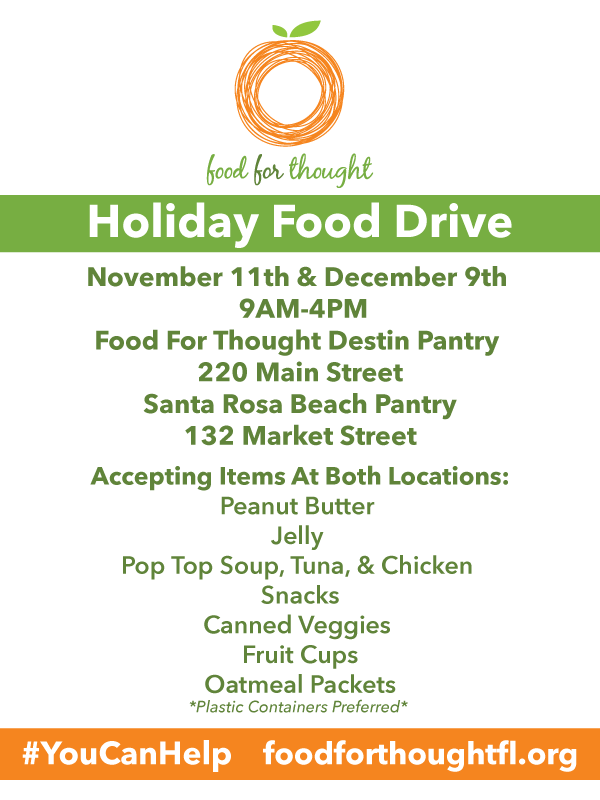 food for thought
Holiday Food Drive
November 11th & December 9th
9AM-4PM
Food For Thought Destin Pantry
220 Main Street
Santa Rosa Beach Pantry
132 Market Street
Accepting Items At Both Locations:
Peanut Butter
Jelly
Pop Top Soup, Tuna, & Chicken
Snacks
Canned Veggies
Fruit Cups
Oatmeal Packets
*Plastic Containers Preferred*
#YouCanHelp foodforthoughtfl.org